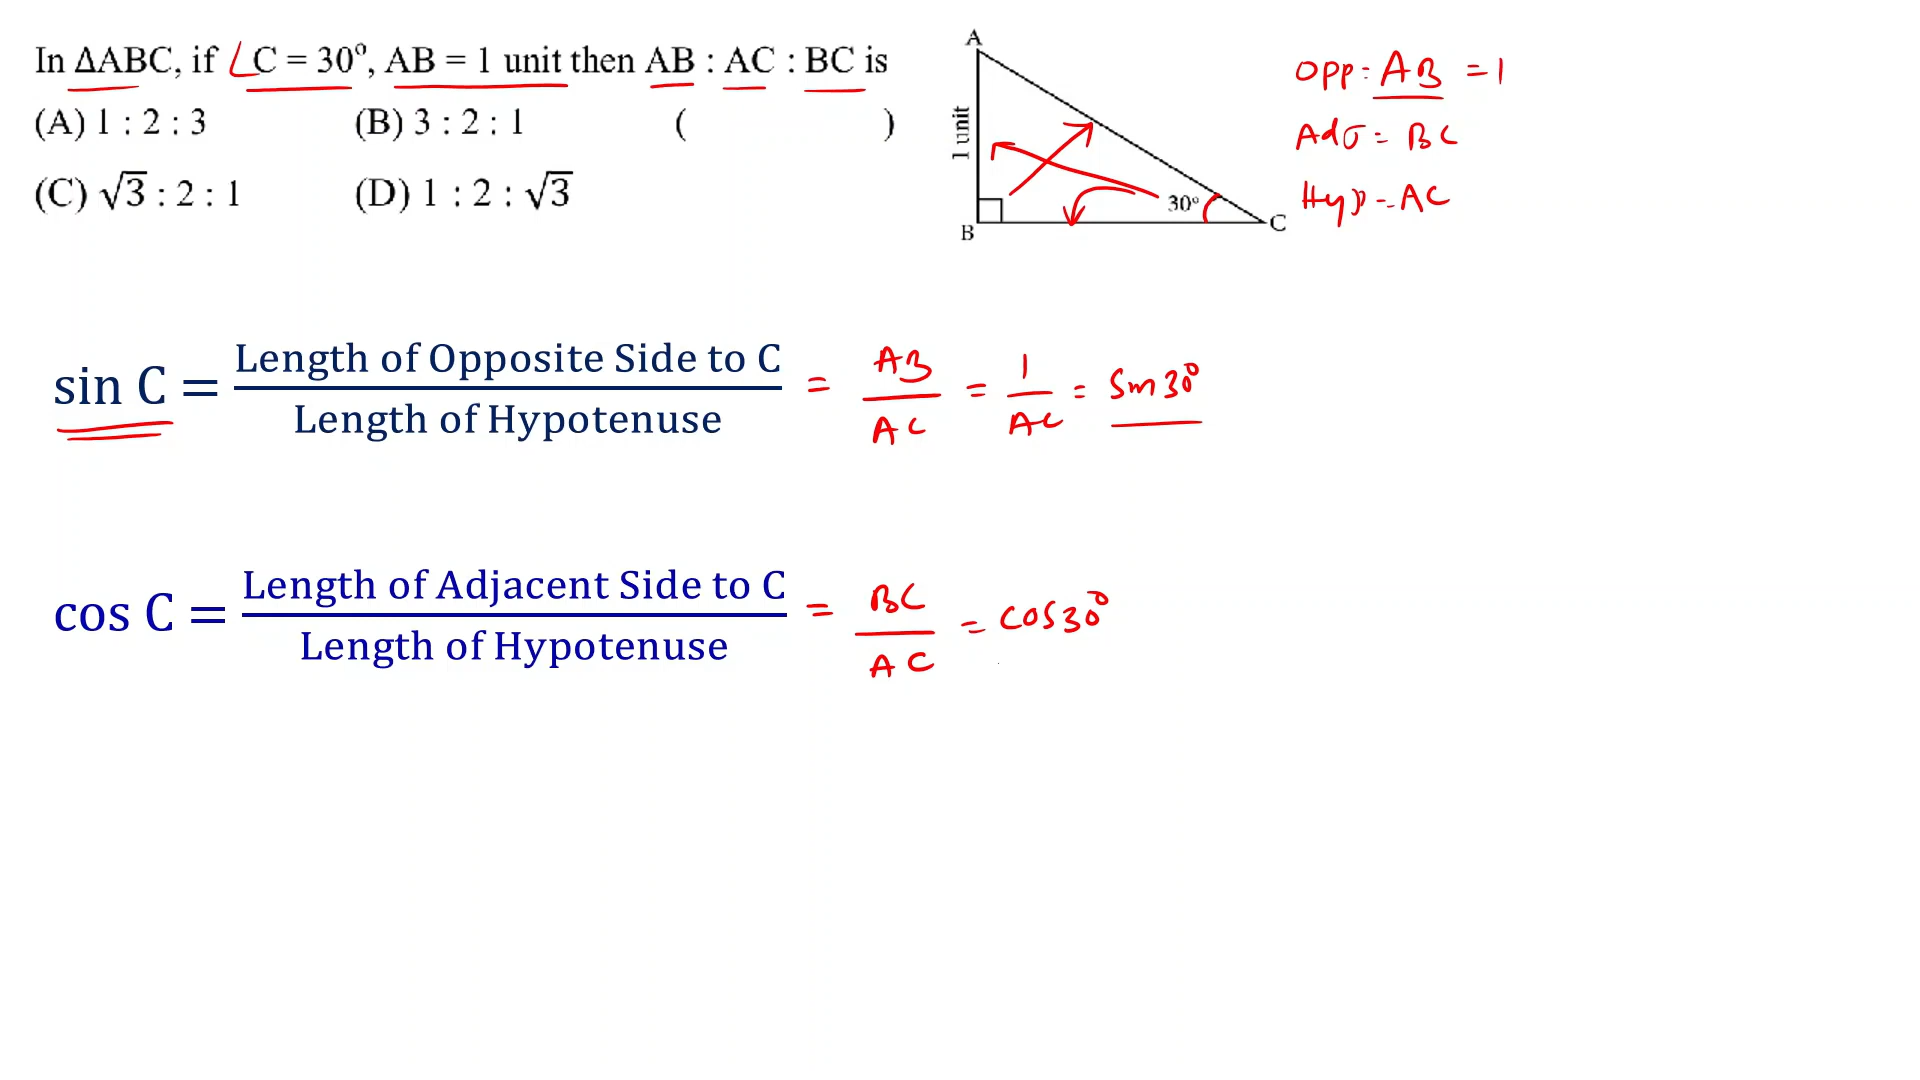 In ΔABC, if ∠C = 30°, AB = 1 unit then AB : AC : BC is
(A) 1 : 2 : 3 (B) 3 : 2 : 1 ( )
(C) √3 : 2 : 1 (D) 1 : 2 : √3
A
1 unit
B
30°
C
opp: AB = 1
Adj = BC
Hyp = AC
sin C = Length of Opposite Side to C / Length of Hypotenuse = AB / AC = 1 / AC = Sin 30°
cos C = Length of Adjacent Side to C / Length of Hypotenuse = BC / AC = cos 30°